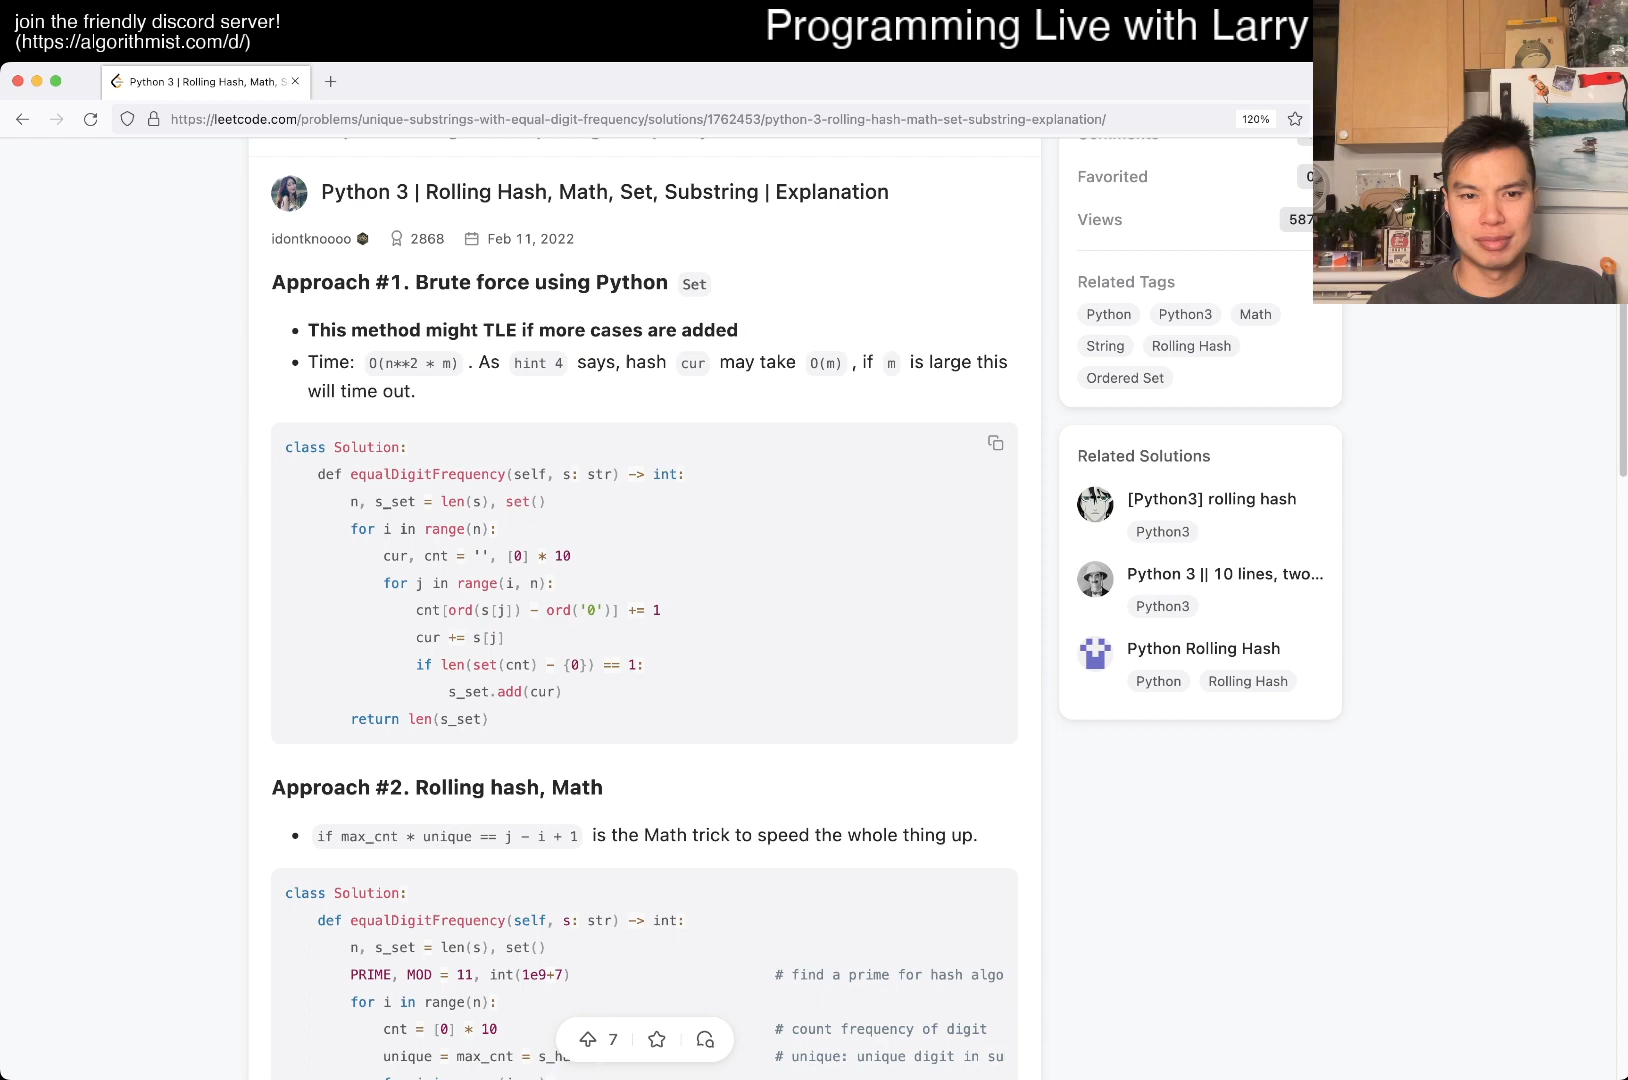 join the friendly discord server!
(https://algorithmist.com/d/)
Programming Live with Larry
Python 3 | Rolling Hash, Math, S
https://leetcode.com/problems/unique-substrings-with-equal-digit-frequency/solutions/1762453/python-3-rolling-hash-math-set-substring-explanation/
120%
Python 3 | Rolling Hash, Math, Set, Substring | Explanation
idontknoooo
2868
Feb 11, 2022
Approach #1. Brute force using Python Set
• This method might TLE if more cases are added
• Time: O(n**2 * m) . As hint 4 says, hash cur may take O(m) , if m is large this
will time out.
class Solution:
    def equalDigitFrequency(self, s: str) -> int:
        n, s_set = len(s), set()
        for i in range(n):
            cur, cnt = '', [0] * 10
            for j in range(i, n):
                cnt[ord(s[j]) - ord('0')] += 1
                cur += s[j]
                if len(set(cnt) - {0}) == 1:
                    s_set.add(cur)
        return len(s_set)
Approach #2. Rolling hash, Math
• if max_cnt * unique == j - i + 1 is the Math trick to speed the whole thing up.
class Solution:
    def equalDigitFrequency(self, s: str) -> int:
        n, s_set = len(s), set()
        PRIME, MOD = 11, int(1e9+7) # find a prime for hash algo
        for i in range(n):
            cnt = [0] * 10 # count frequency of digit
            unique = max_cnt = s_ha # unique: unique digit in su
7
Comments
Favorited
0
Views
587
Related Tags
Python
Python3
Math
String
Rolling Hash
Ordered Set
Related Solutions
[Python3] rolling hash
Python3
Python 3 || 10 lines, two...
Python3
Python Rolling Hash
Python
Rolling Hash